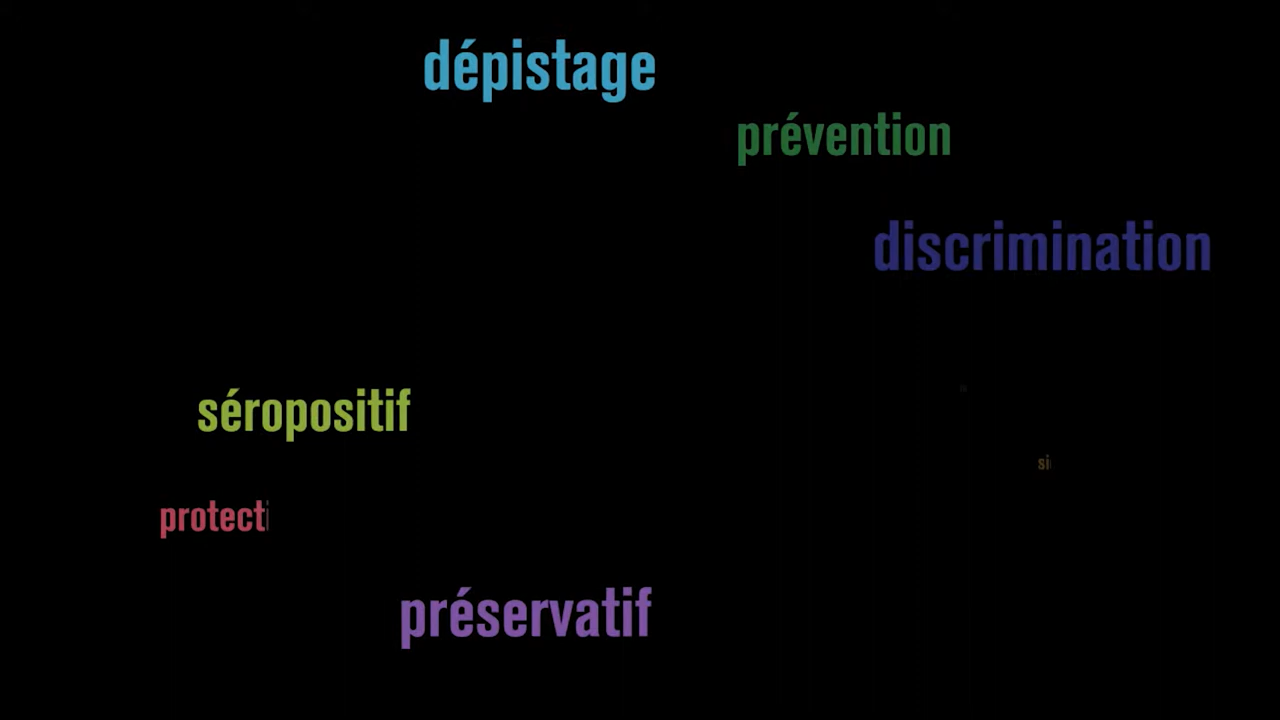 dépistage
prévention
discrimination
séropositif
protecti
préservatif